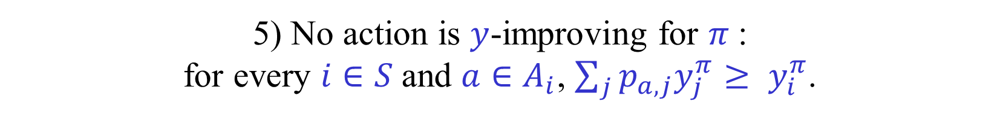 5) No action is y-improving for π :
for every i ∈ S and a ∈ A_i, ∑_j p_{a,j} y_j^π ≥ y_i^π.